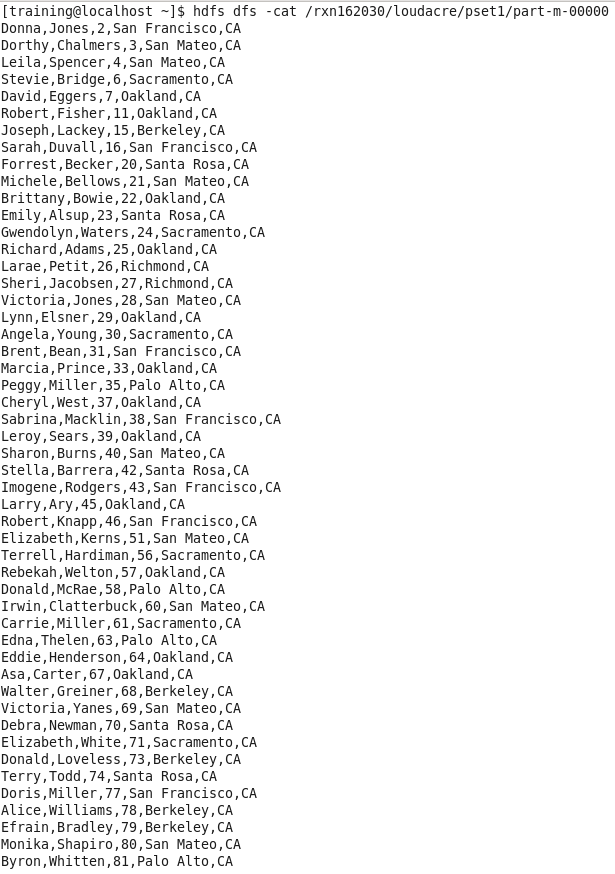 [training@localhost ~]$ hdfs dfs -cat /rxn162030/loudacre/pset1/part-m-00000
Donna,Jones,2,San Francisco,CA
Dorthy,Chalmers,3,San Mateo,CA
Leila,Spencer,4,San Mateo,CA
Stevie,Bridge,6,Sacramento,CA
David,Eggers,7,Oakland,CA
Robert,Fisher,11,Oakland,CA
Joseph,Lackey,15,Berkeley,CA
Sarah,Duvall,16,San Francisco,CA
Forrest,Becker,20,Santa Rosa,CA
Michele,Bellows,21,San Mateo,CA
Brittany,Bowie,22,Oakland,CA
Emily,Alsup,23,Santa Rosa,CA
Gwendolyn,Waters,24,Sacramento,CA
Richard,Adams,25,Oakland,CA
Larae,Petit,26,Richmond,CA
Sheri,Jacobsen,27,Richmond,CA
Victoria,Jones,28,San Mateo,CA
Lynn,Elsner,29,Oakland,CA
Angela,Young,30,Sacramento,CA
Brent,Bean,31,San Francisco,CA
Marcia,Prince,33,Oakland,CA
Peggy,Miller,35,Palo Alto,CA
Cheryl,West,37,Oakland,CA
Sabrina,Macklin,38,San Francisco,CA
Leroy,Sears,39,Oakland,CA
Sharon,Burns,40,San Mateo,CA
Stella,Barrera,42,Santa Rosa,CA
Imogene,Rodgers,43,San Francisco,CA
Larry,Ary,45,Oakland,CA
Robert,Knapp,46,San Francisco,CA
Elizabeth,Kerns,51,San Mateo,CA
Terrell,Hardiman,56,Sacramento,CA
Rebekah,Welton,57,Oakland,CA
Donald,McRae,58,Palo Alto,CA
Irwin,Clatterbuck,60,San Mateo,CA
Carrie,Miller,61,Sacramento,CA
Edna,Thelen,63,Palo Alto,CA
Eddie,Henderson,64,Oakland,CA
Asa,Carter,67,Oakland,CA
Walter,Greiner,68,Berkeley,CA
Victoria,Yanes,69,San Mateo,CA
Debra,Newman,70,Santa Rosa,CA
Elizabeth,White,71,Sacramento,CA
Donald,Loveless,73,Berkeley,CA
Terry,Todd,74,Santa Rosa,CA
Doris,Miller,77,San Francisco,CA
Alice,Williams,78,Berkeley,CA
Efrain,Bradley,79,Berkeley,CA
Monika,Shapiro,80,San Mateo,CA
Byron,Whitten,81,Palo Alto,CA